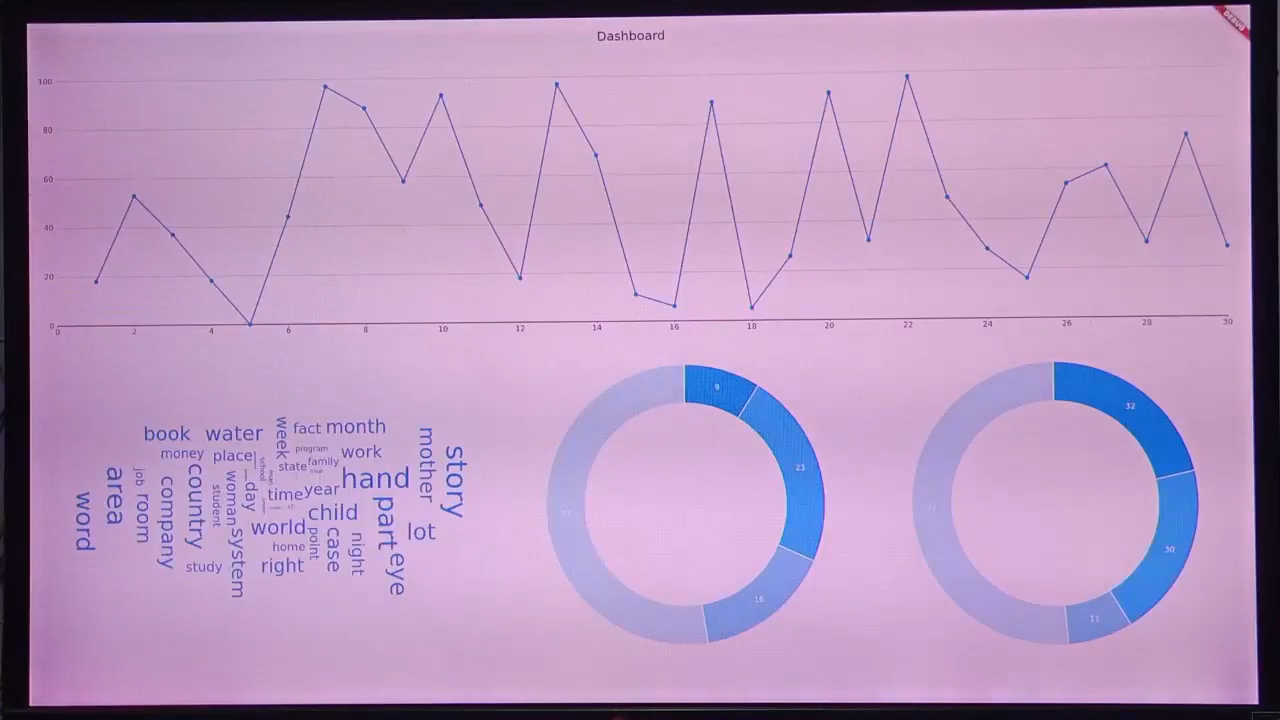 DEBUG
Dashboard
100
80
60
40
20
0
0 2 4 6 8 10 12 14 16 18 20 22 24 26 28 30
book water week fact month
money place program work
school state family
mother story
area job country woman day hand
word room company student time year
child part
world lot
system home point case night eye
study right
9
23
16
32
30
11